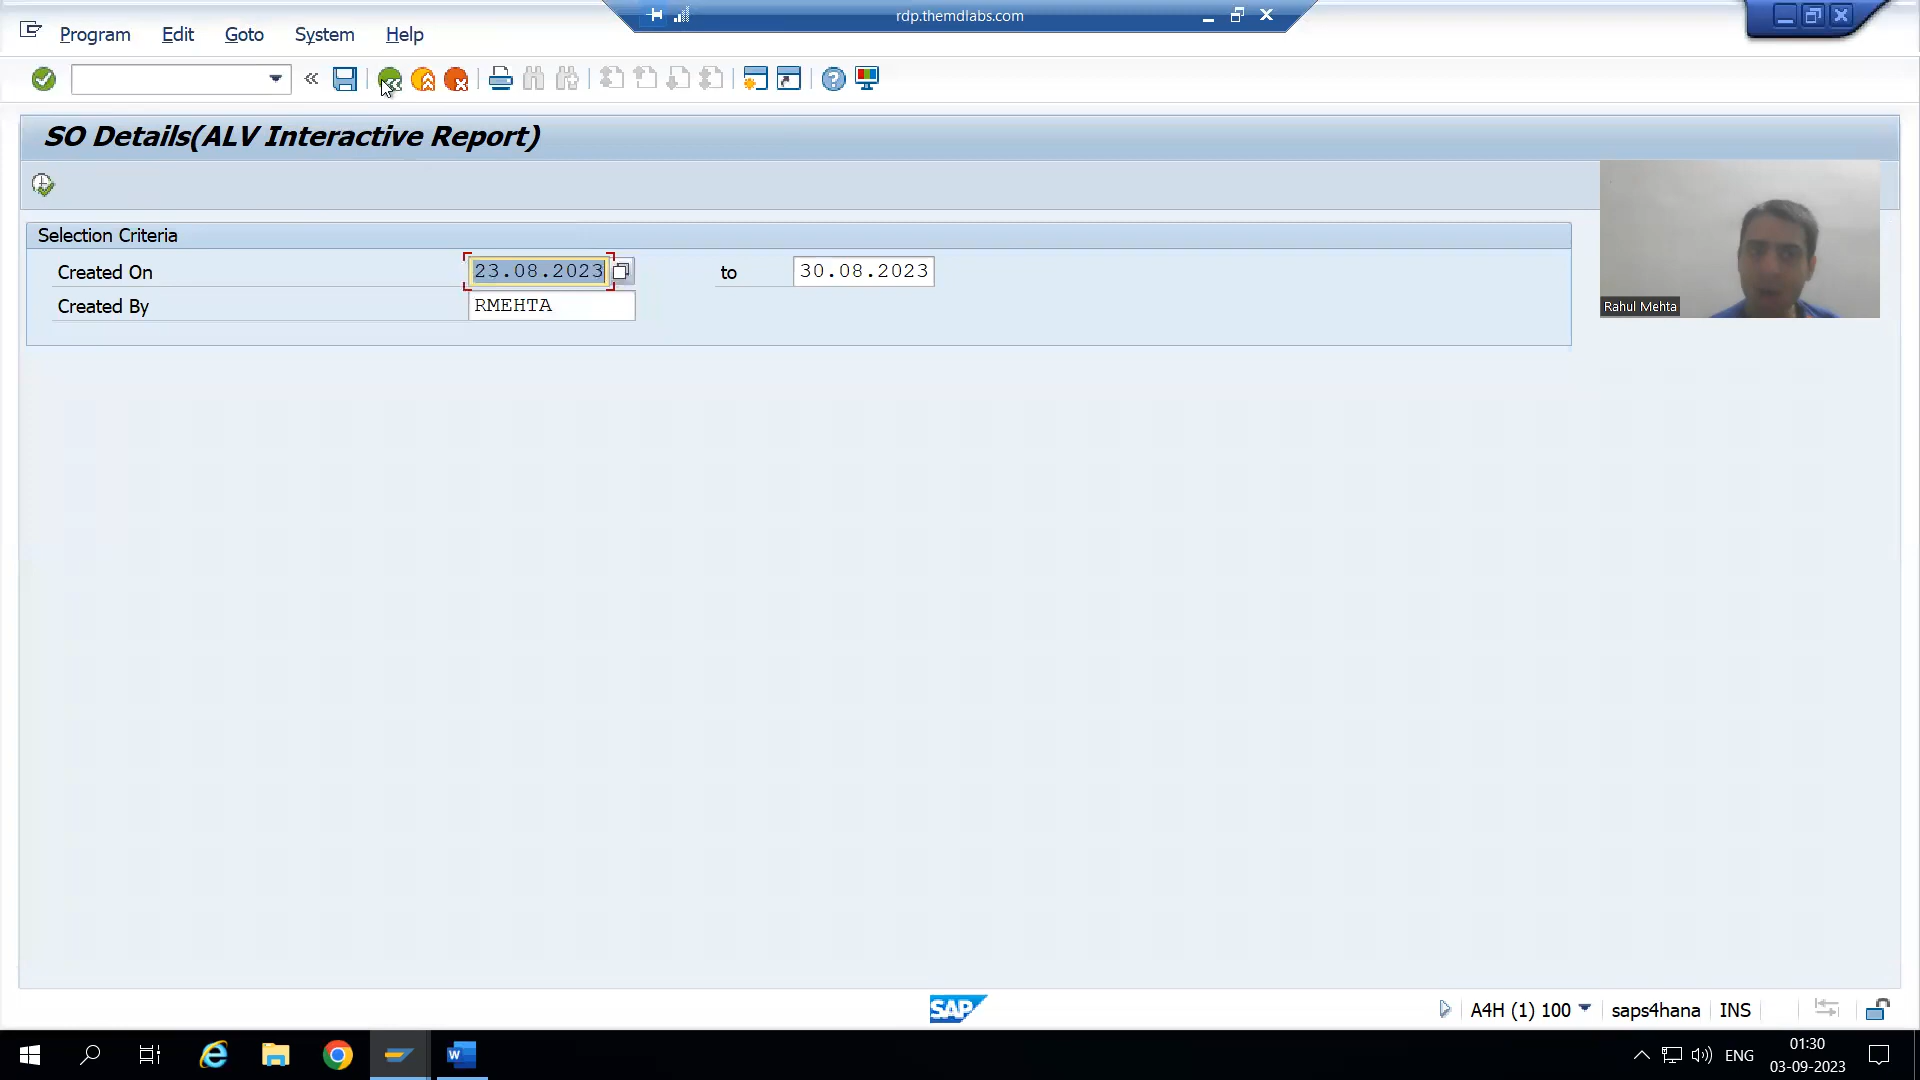 rdp.themdlabs.com
Program Edit Goto System Help
SO Details(ALV Interactive Report)
Selection Criteria
Created On 23.08.2023 to 30.08.2023
Created By RMEHTA
Rahul Mehta
SAP
A4H (1) 100 saps4hana INS
ENG
01:30
03-09-2023